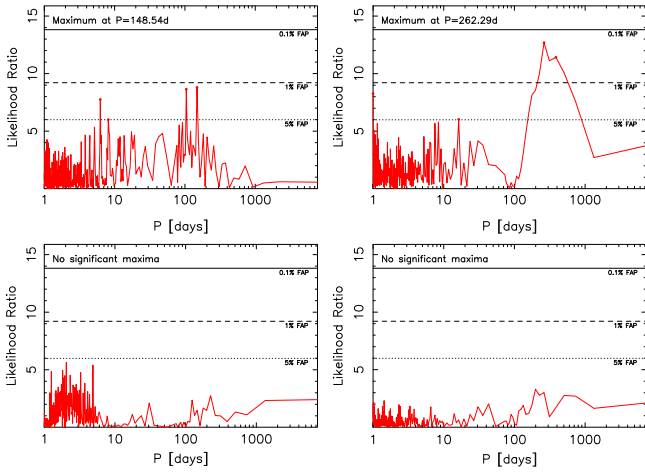 Maximum at P=148.54d
0.1% FAP
1% FAP
5% FAP
Likelihood Ratio
15
10
5
1
10
100
1000
P [days]
Maximum at P=262.29d
0.1% FAP
1% FAP
5% FAP
Likelihood Ratio
15
10
5
1
10
100
1000
P [days]
No significant maxima
0.1% FAP
1% FAP
5% FAP
Likelihood Ratio
15
10
5
1
10
100
1000
P [days]
No significant maxima
0.1% FAP
1% FAP
5% FAP
Likelihood Ratio
15
10
5
1
10
100
1000
P [days]